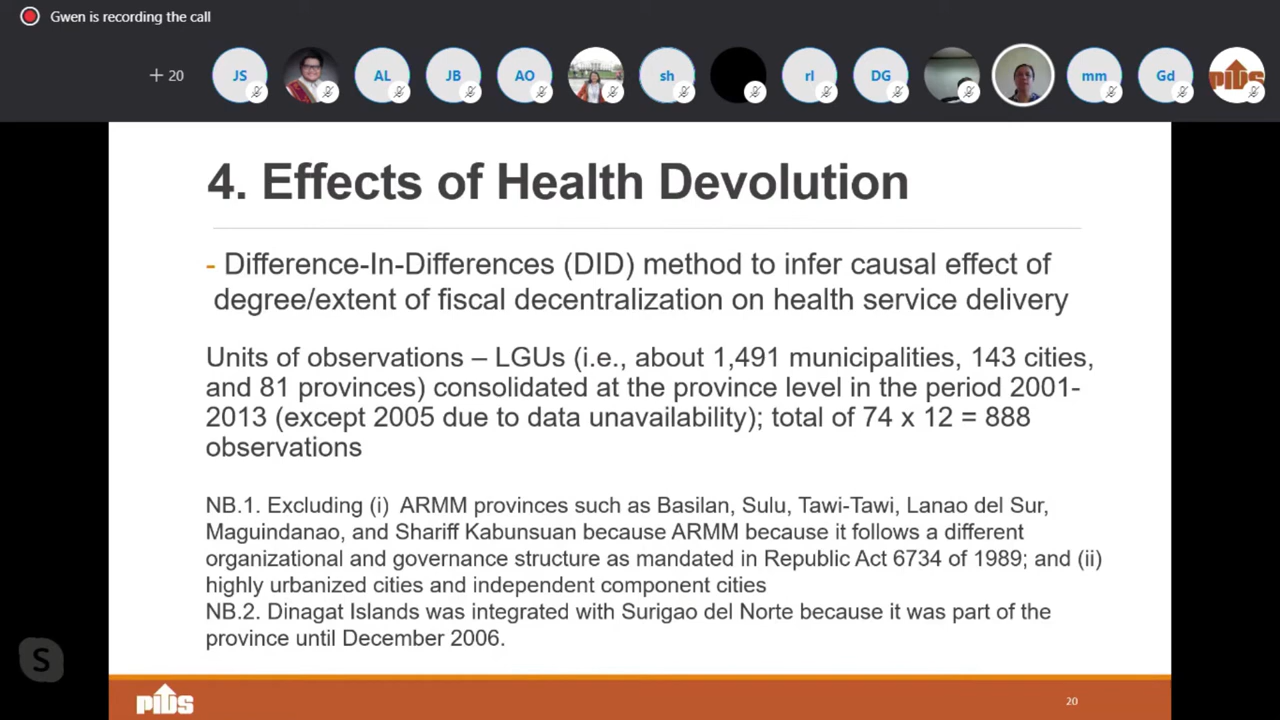 Gwen is recording the call
+ 20
JS
AL
JB
AO
sh
rl
DG
mm
Gd
PIDS
4. Effects of Health Devolution
- Difference-In-Differences (DID) method to infer causal effect of
degree/extent of fiscal decentralization on health service delivery
Units of observations – LGUs (i.e., about 1,491 municipalities, 143 cities,
and 81 provinces) consolidated at the province level in the period 2001-
2013 (except 2005 due to data unavailability); total of 74 x 12 = 888
observations
NB.1. Excluding (i) ARMM provinces such as Basilan, Sulu, Tawi-Tawi, Lanao del Sur,
Maguindanao, and Shariff Kabunsuan because ARMM because it follows a different
organizational and governance structure as mandated in Republic Act 6734 of 1989; and (ii)
highly urbanized cities and independent component cities
NB.2. Dinagat Islands was integrated with Surigao del Norte because it was part of the
province until December 2006.
S
PIDS
20